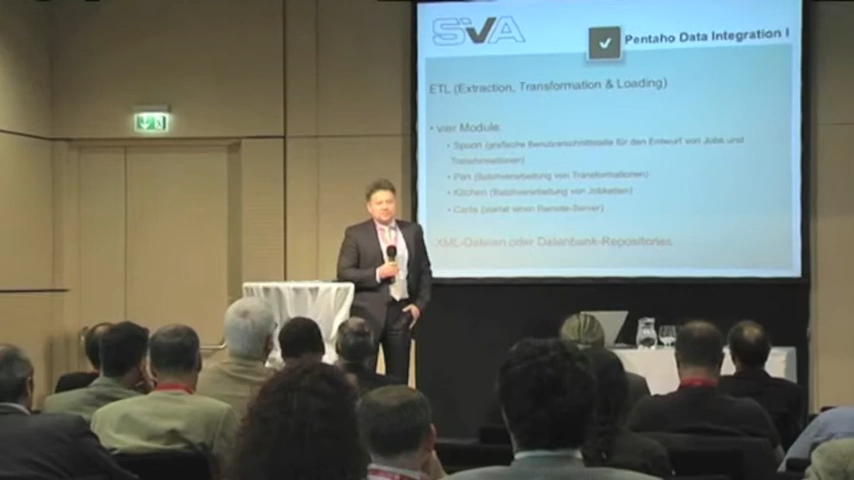 SVA
Pentaho Data Integration I
ETL (Extraction, Transformation & Loading)
• vier Module:
• Spoon (grafische Benutzerschnittstelle für den Entwurf von Jobs und
Transformationen)
• Pan (Batchverarbeitung von Transformationen)
• Kitchen (Batchverarbeitung von Jobketten)
• Carte (startet einen Remote-Server)
XML-Dateien oder Datenbank-Repositories